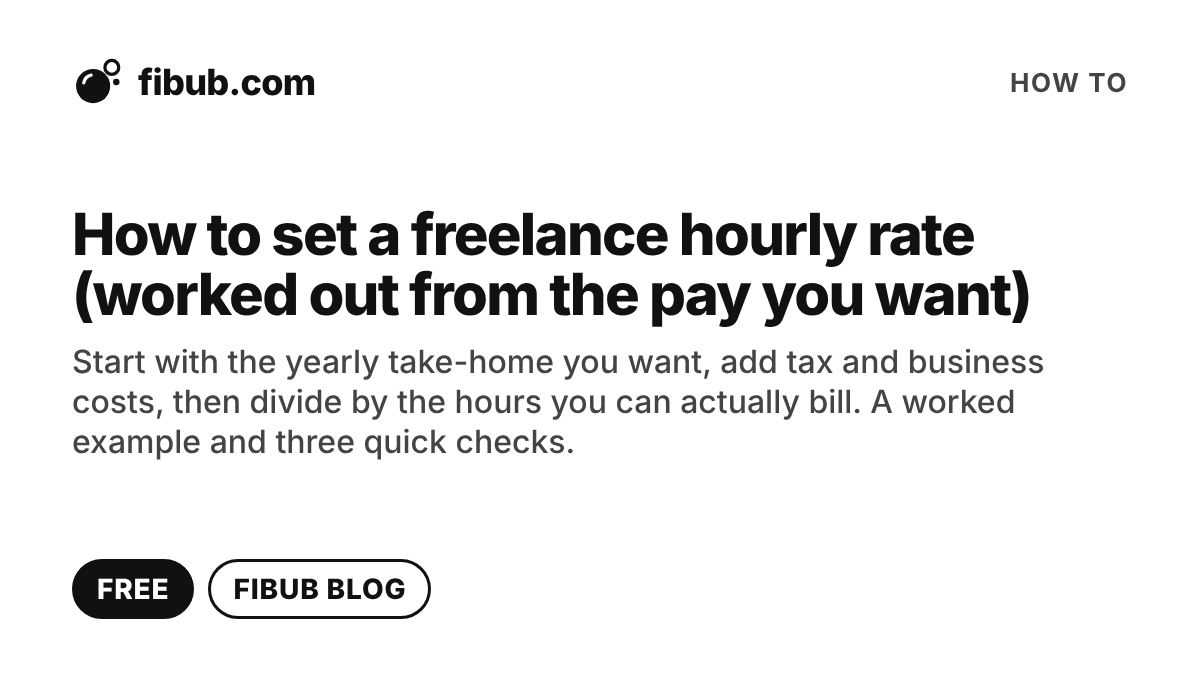 fibub.com
HOW TO
How to set a freelance hourly rate
(worked out from the pay you want)
Start with the yearly take-home you want, add tax and business
costs, then divide by the hours you can actually bill. A worked
example and three quick checks.
FREE
FIBUB BLOG